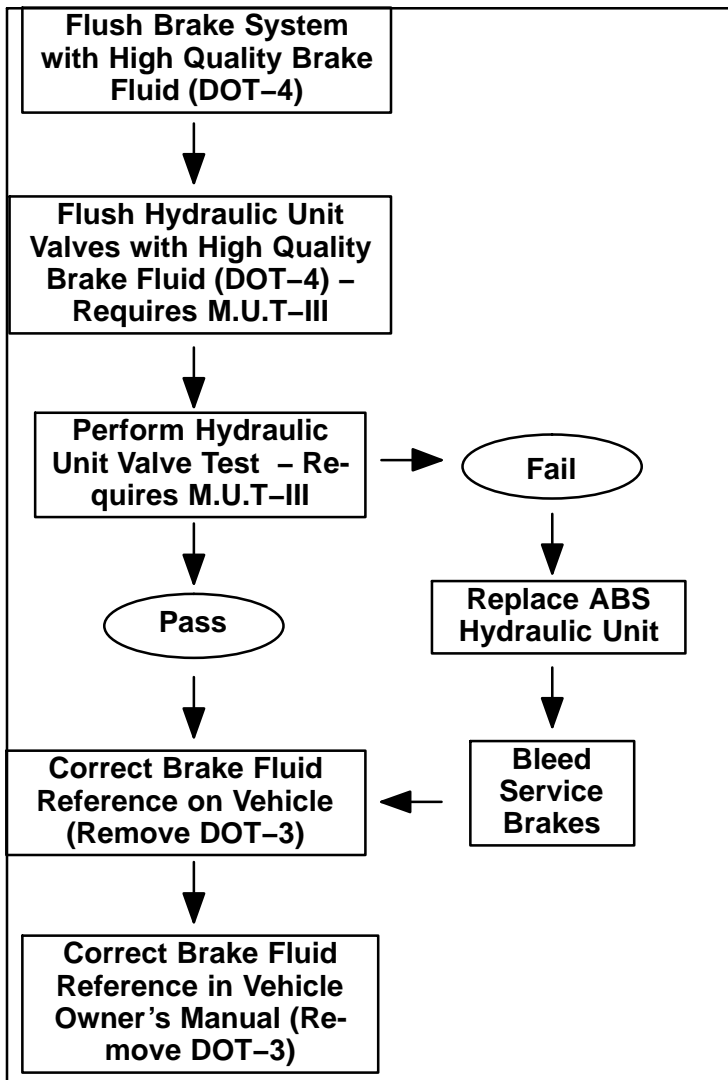 Flush Brake System
with High Quality Brake
Fluid (DOT−4)
Flush Hydraulic Unit
Valves with High Quality
Brake Fluid (DOT−4) −
Requires M.U.T−III
Perform Hydraulic
Unit Valve Test − Re-
quires M.U.T−III
Fail
Pass
Replace ABS
Hydraulic Unit
Bleed
Service
Brakes
Correct Brake Fluid
Reference on Vehicle
(Remove DOT−3)
Correct Brake Fluid
Reference in Vehicle
Owner’s Manual (Re-
move DOT−3)